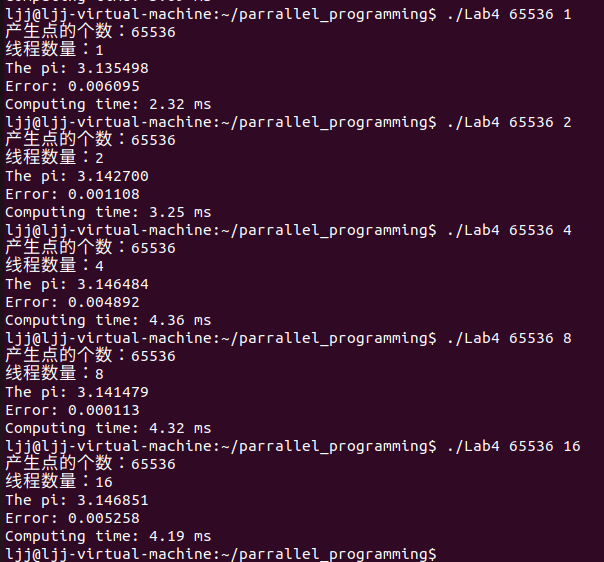 ljj@ljj-virtual-machine:~/parrallel_programming$ ./Lab4 65536 1
产生点的个数：65536
线程数量：1
The pi: 3.135498
Error: 0.006095
Computing time: 2.32 ms
ljj@ljj-virtual-machine:~/parrallel_programming$ ./Lab4 65536 2
产生点的个数：65536
线程数量：2
The pi: 3.142700
Error: 0.001108
Computing time: 3.25 ms
ljj@ljj-virtual-machine:~/parrallel_programming$ ./Lab4 65536 4
产生点的个数：65536
线程数量：4
The pi: 3.146484
Error: 0.004892
Computing time: 4.36 ms
ljj@ljj-virtual-machine:~/parrallel_programming$ ./Lab4 65536 8
产生点的个数：65536
线程数量：8
The pi: 3.141479
Error: 0.000113
Computing time: 4.32 ms
ljj@ljj-virtual-machine:~/parrallel_programming$ ./Lab4 65536 16
产生点的个数：65536
线程数量：16
The pi: 3.146851
Error: 0.005258
Computing time: 4.19 ms
ljj@ljj-virtual-machine:~/parrallel_programming$